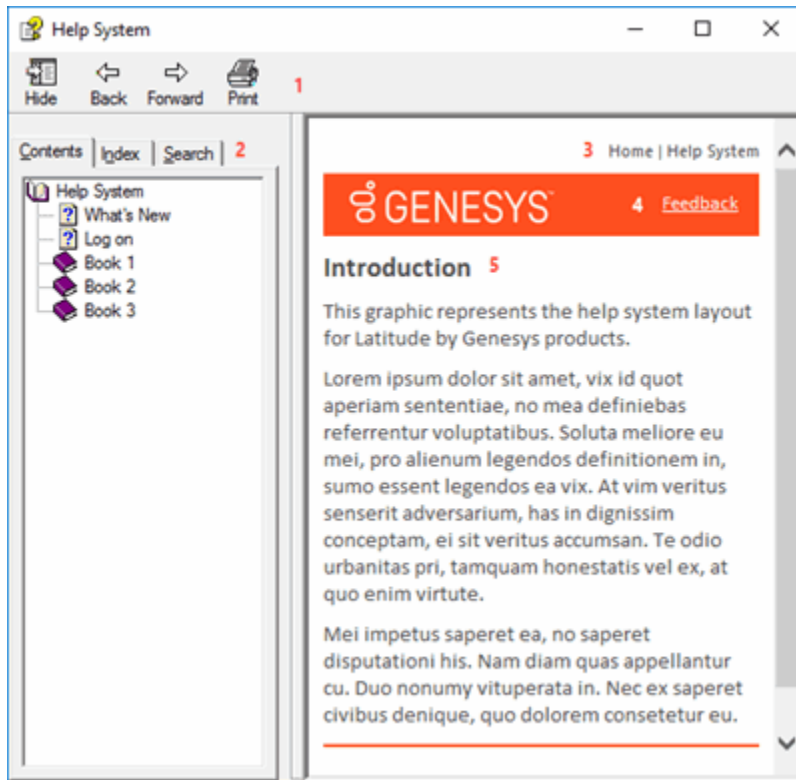 Help System
Hide Back Forward Print 1
Contents Index Search 2
Help System
What's New
Log on
Book 1
Book 2
Book 3
3 Home | Help System
GENESYS™ 4 Feedback
Introduction 5
This graphic represents the help system layout
for Latitude by Genesys products.
Lorem ipsum dolor sit amet, vix id quot
aperiam sententiae, no mea definiebas
referrentur voluptatibus. Soluta meliore eu
mei, pro alienum legendos definitionem in,
sumo essent legendos ea vix. At vim veritus
senserit adversarium, has in dignissim
conceptam, ei sit veritus accumsan. Te odio
urbanitas pri, tamquam honestatis vel ex, at
quo enim virtute.
Mei impetus saperet ea, no saperet
disputationi his. Nam diam quas appellantur
cu. Duo nonumy vituperata in. Nec ex saperet
civibus denique, quo dolorem consetetur eu.